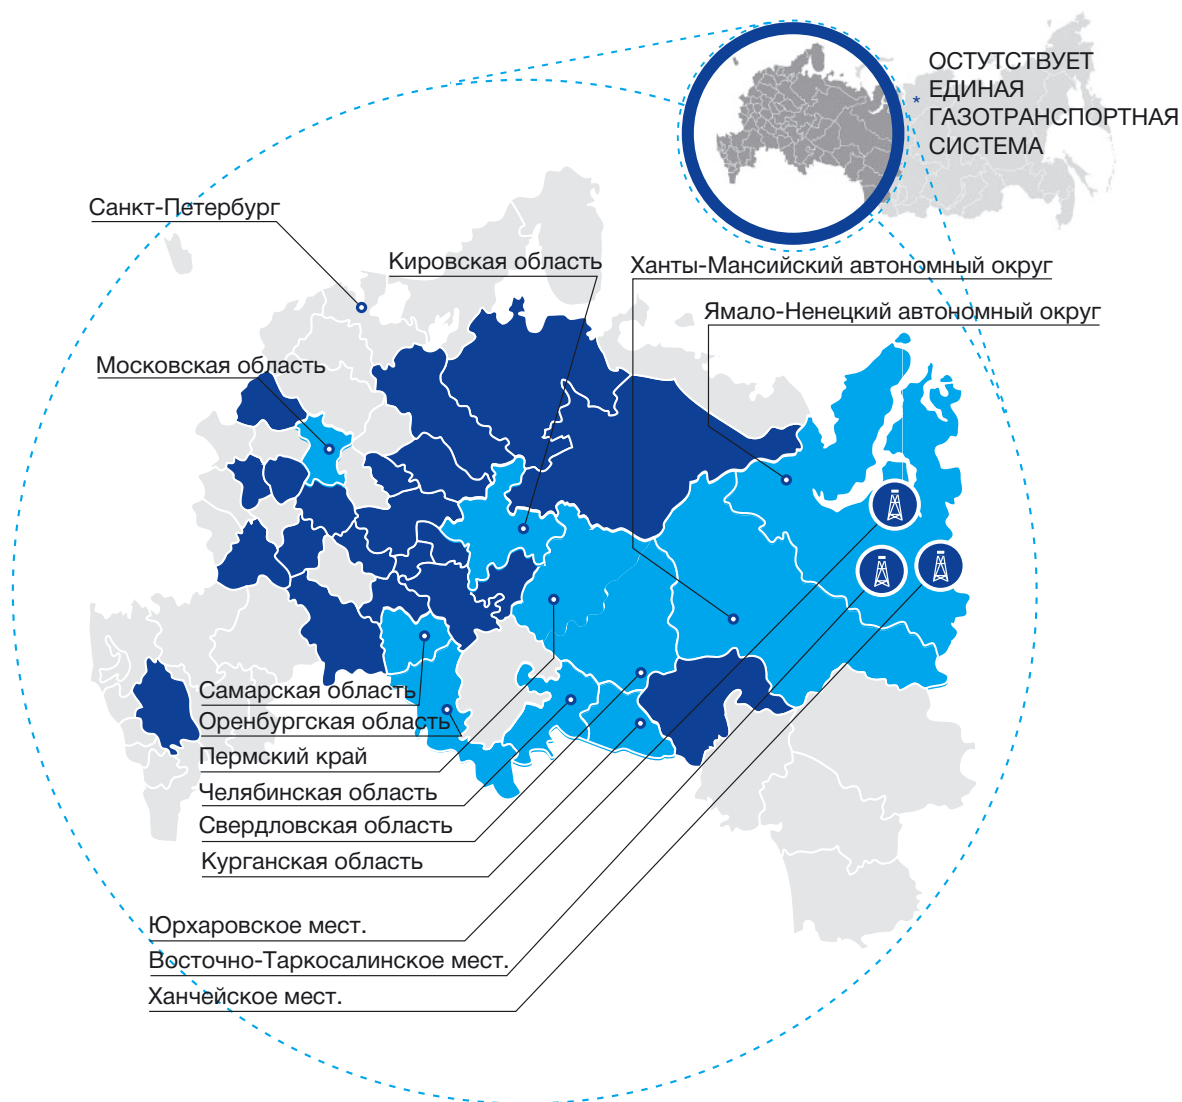 ОСТУТСТВУЕТ
ЕДИНАЯ
* ГАЗОТРАНСПОРТНАЯ
СИСТЕМА
Санкт-Петербург
Кировская область
Ханты-Мансийский автономный округ
Ямало-Ненецкий автономный округ
Московская область
Самарская область
Оренбургская область
Пермский край
Челябинская область
Свердловская область
Курганская область
Юрхаровское мест.
Восточно-Таркосалинское мест.
Ханчейское мест.